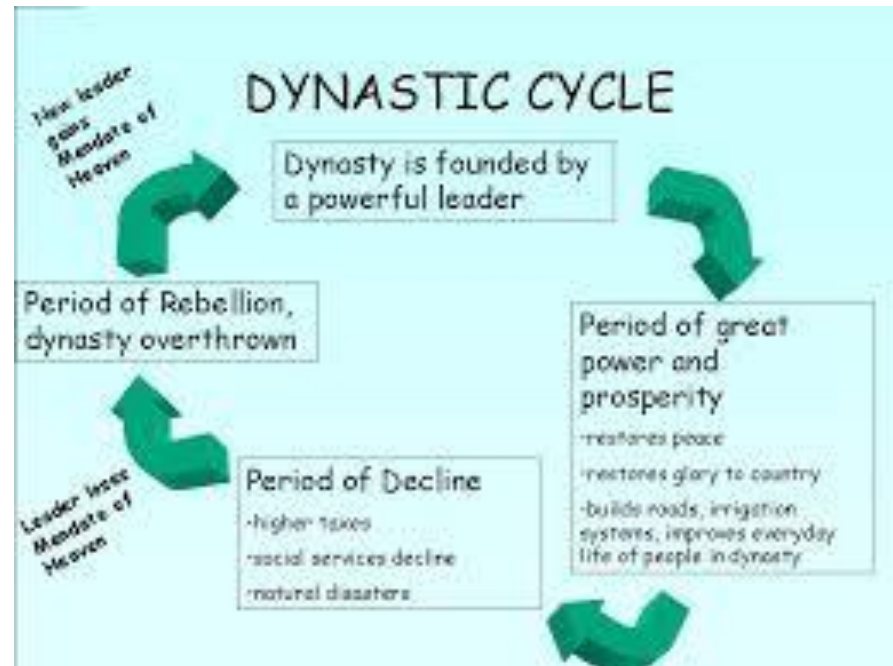 DYNASTIC CYCLE
New leader
gains
Mandate of
Heaven
Dynasty is founded by
a powerful leader
Period of great
power and
prosperity
-restores peace
-restores glory to country
-builds roads, irrigation
systems, improves everyday
life of people in dynasty
Period of Decline
-higher taxes
-social services decline
-natural disasters
Leader loses
Mandate of
Heaven
Period of Rebellion,
dynasty overthrown